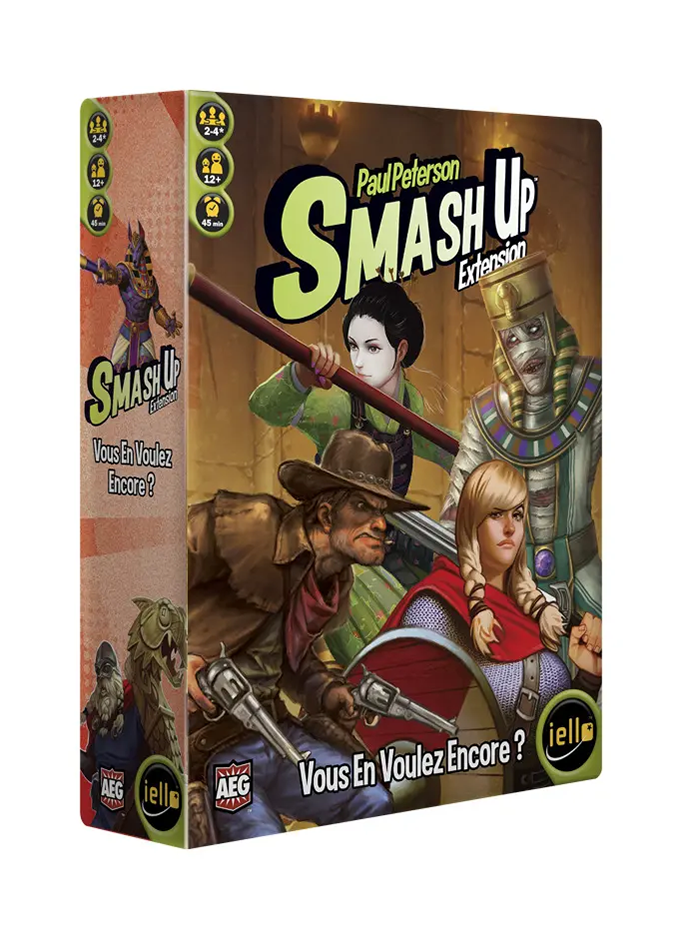 2-4*
12+
45 min
Smash Up
Extension
Vous En Voulez
Encore ?
AEG
iello
2-4*
12+
45 min
Paul Peterson
Smash Up™
Extension
Vous En Voulez Encore ?
AEG
iello